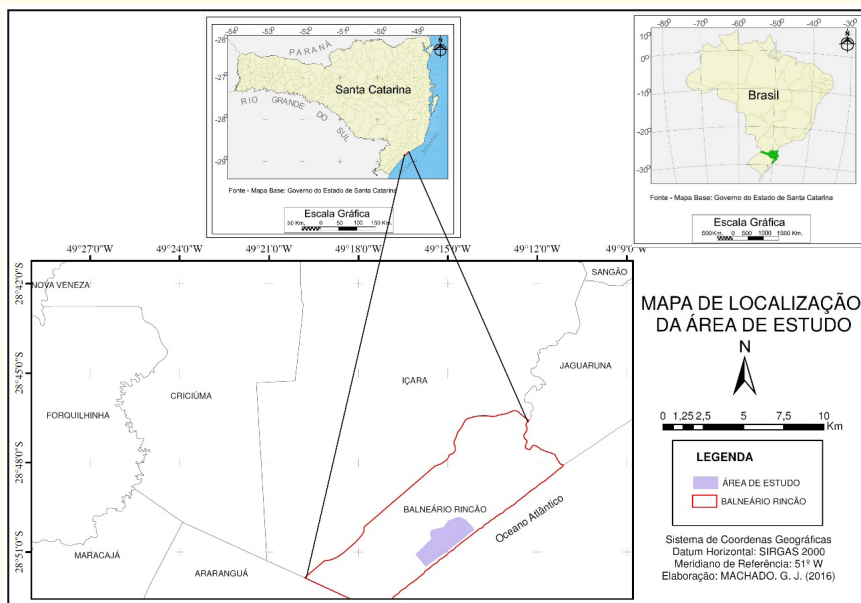 -54° -53° -52° -51° -50° -49°
-26°
-27°
-28°
-29°
PARANÁ
N
Santa Catarina
RIO GRANDE DO SUL
Fonte - Mapa Base: Governo do Estado de Santa Catarina
Escala Gráfica
50 Km. 0 50 100 150 Km.
-80° -70° -60° -50° -40°
10°
0°
-10°
-20°
-30°
N
Brasil
Fonte - Mapa Base: Governo do Estado de Santa Catarina
Escala Gráfica
500Km. 0 500 1000 1500 Km.
49°27'0"W 49°24'0"W 49°21'0"W 49°18'0"W 49°15'0"W 49°12'0"W 49°9'0"W
28°42'0"S
28°45'0"S
28°48'0"S
28°51'0"S
NOVA VENEZA
SANGÃO
JAGUARUNA
IÇARA
CRICIÚMA
FORQUILHINHA
BALNEÁRIO RINCÃO
Oceano Atlântico
MARACAJÁ
ARARANGUÁ
MAPA DE LOCALIZAÇÃO
DA ÁREA DE ESTUDO
N
0 1,25 2,5 5 7,5 10
Km
LEGENDA
ÁREA DE ESTUDO
BALNEÁRIO RINCÃO
Sistema de Coordenas Geográficas
Datum Horizontal: SIRGAS 2000
Meridiano de Referência: 51º W
Elaboração: MACHADO. G. J. (2016)